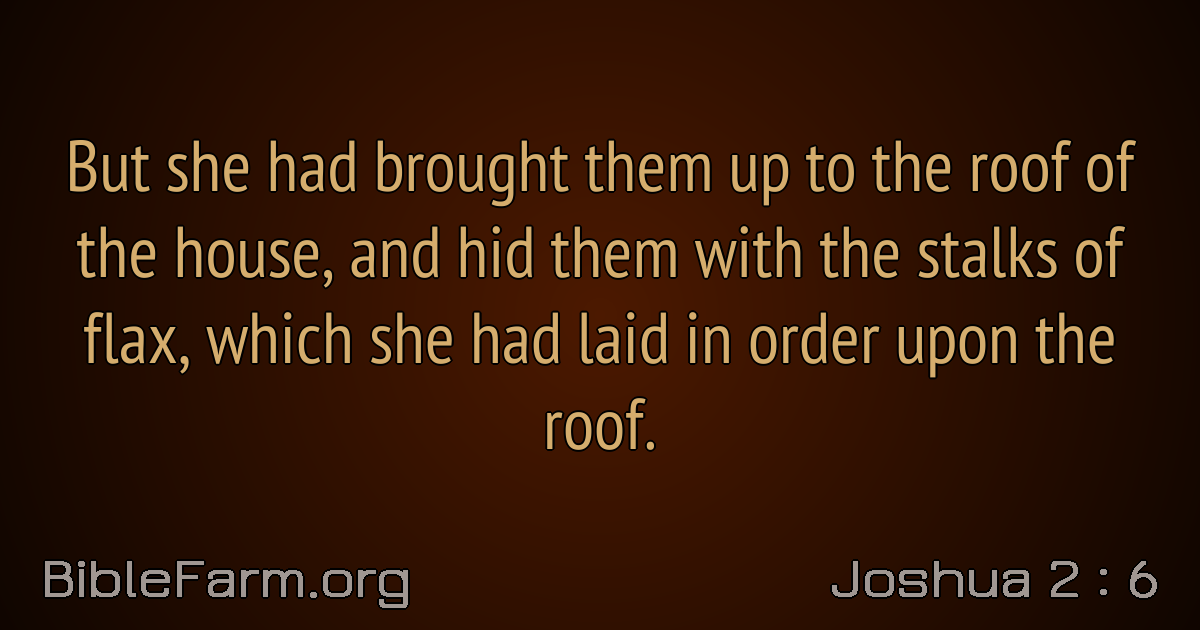 But she had brought them up to the roof of
the house, and hid them with the stalks of
flax, which she had laid in order upon the
roof.
BibleFarm.org
Joshua 2 : 6